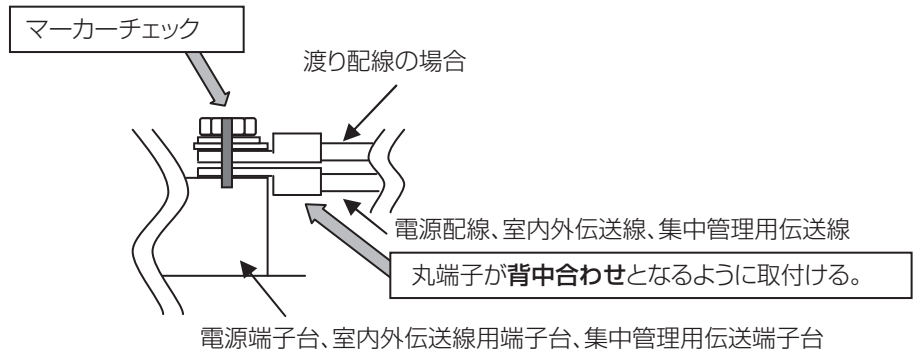 マーカーチェック
渡り配線の場合
電源配線、室内外伝送線、集中管理用伝送線
丸端子が背中合わせとなるように取付ける。
電源端子台、室内外伝送線用端子台、集中管理用伝送端子台